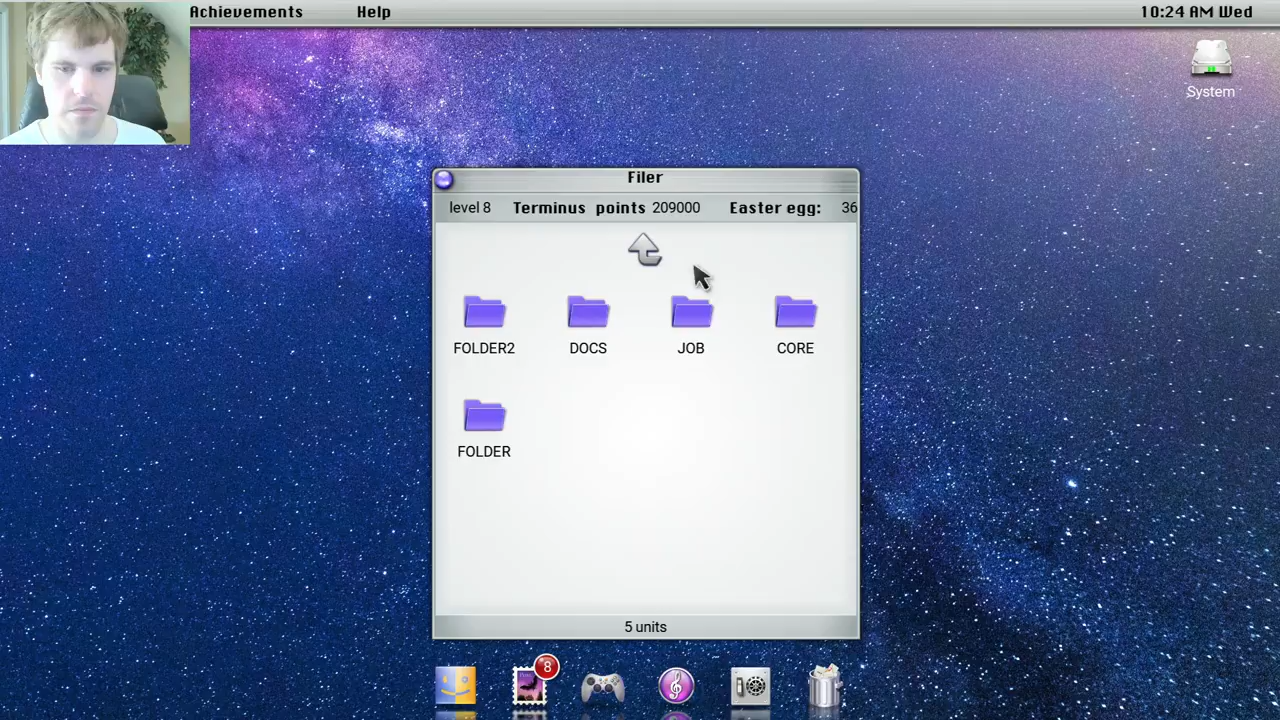 Achievements Help 10:24 AM Wed
System
Filer
level 8 Terminus points 209000 Easter egg: 36
FOLDER2 DOCS JOB CORE
FOLDER
5 units
8